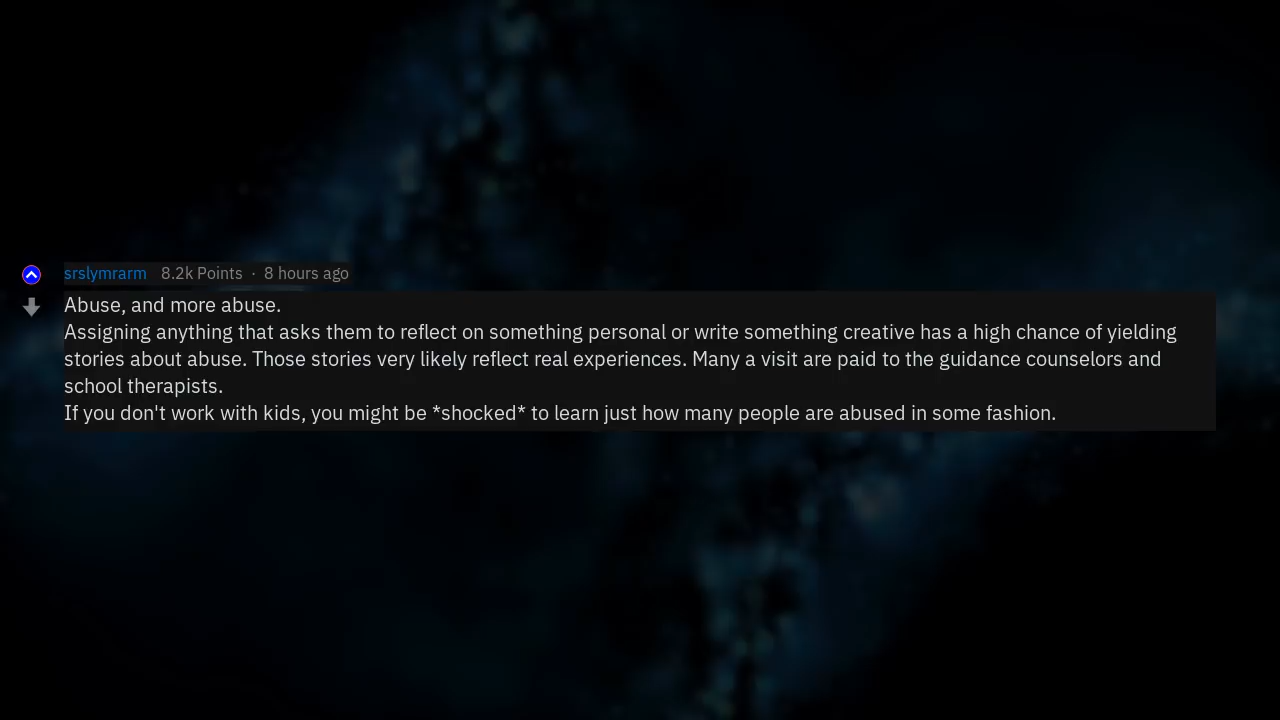 srslymrarm 8.2k Points · 8 hours ago
Abuse, and more abuse.
Assigning anything that asks them to reflect on something personal or write something creative has a high chance of yielding
stories about abuse. Those stories very likely reflect real experiences. Many a visit are paid to the guidance counselors and
school therapists.
If you don't work with kids, you might be *shocked* to learn just how many people are abused in some fashion.